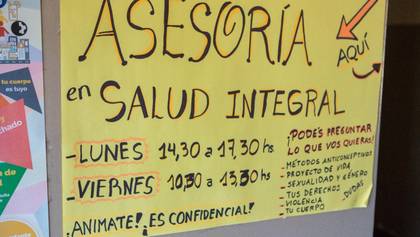 ASESORÍA
AQUÍ
en SALUD INTEGRAL
- LUNES 14,30 a 17,30 hs
- VIERNES 10,30 a 13,30 hs
¡ANIMATE! ¡ES CONFIDENCIAL!
¡PODÉS PREGUNTAR
LO QUE VOS QUIERAS!
- MÉTODOS ANTICONCEPTIVOS
- PROYECTO DE VIDA
- SEXUALIDAD Y GÉNERO
- TUS DERECHOS
- VIOLENCIA
- TU CUERPO
DUDAS
tu cuerpo
es tuyo